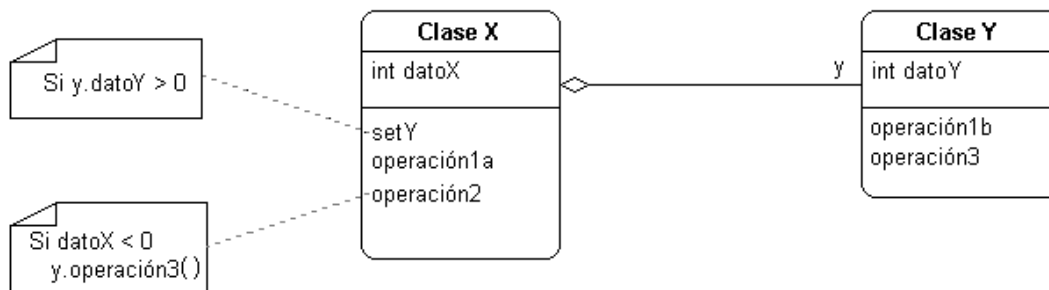 Si y.datoY > 0
Si datoX < 0
y.operación3()
Clase X
int datoX
setY
operación1a
operación2
y
Clase Y
int datoY
operación1b
operación3